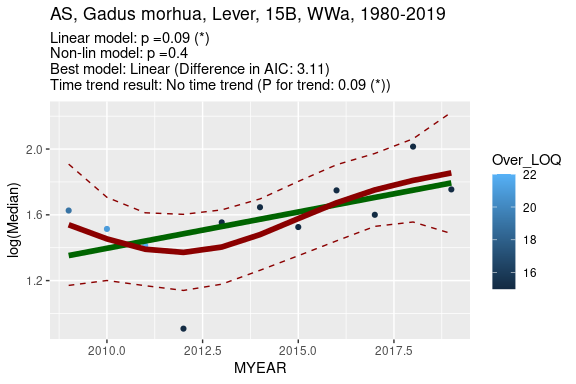 AS, Gadus morhua, Lever, 15B, WWa, 1980-2019
Linear model: p =0.09 (*)
Non-lin model: p =0.4
Best model: Linear (Difference in AIC: 3.11)
Time trend result: No time trend (P for trend: 0.09 (*))
log(Median)
2.0
1.6
1.2
2010.0
2012.5
2015.0
2017.5
MYEAR
Over_LOQ
22
20
18
16